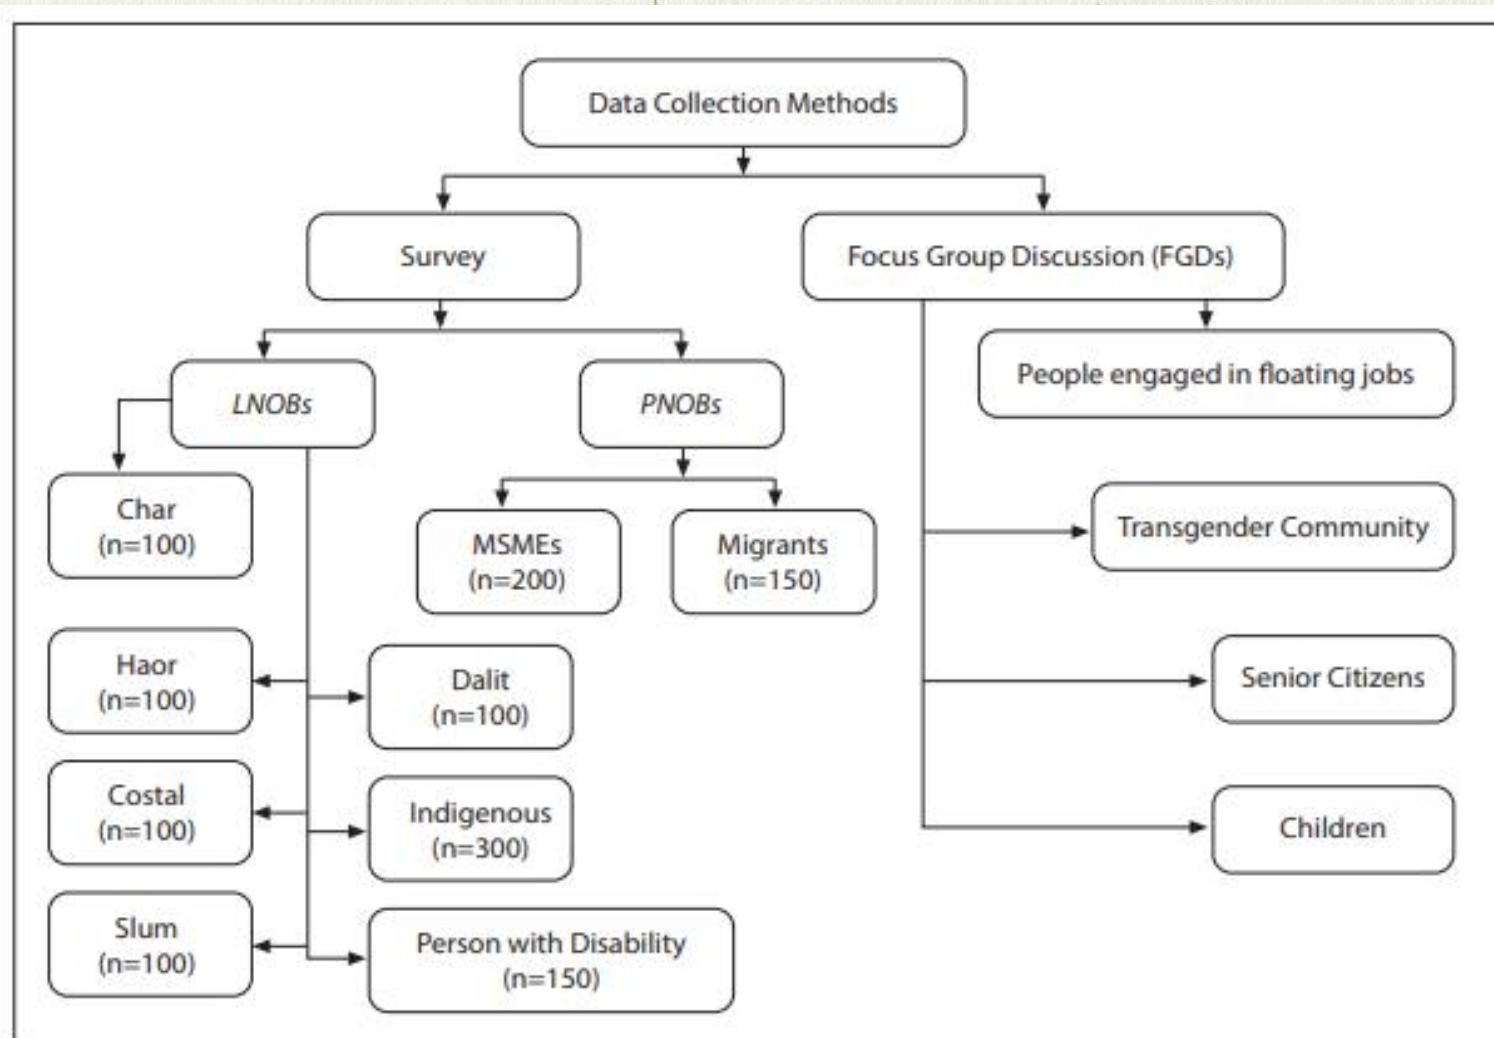 Data Collection Methods
Survey
Focus Group Discussion (FGDs)
LNOBs
PNOBs
People engaged in floating jobs
Char
(n=100)
MSMEs
(n=200)
Migrants
(n=150)
Transgender Community
Haor
(n=100)
Dalit
(n=100)
Senior Citizens
Costal
(n=100)
Indigenous
(n=300)
Children
Slum
(n=100)
Person with Disability
(n=150)